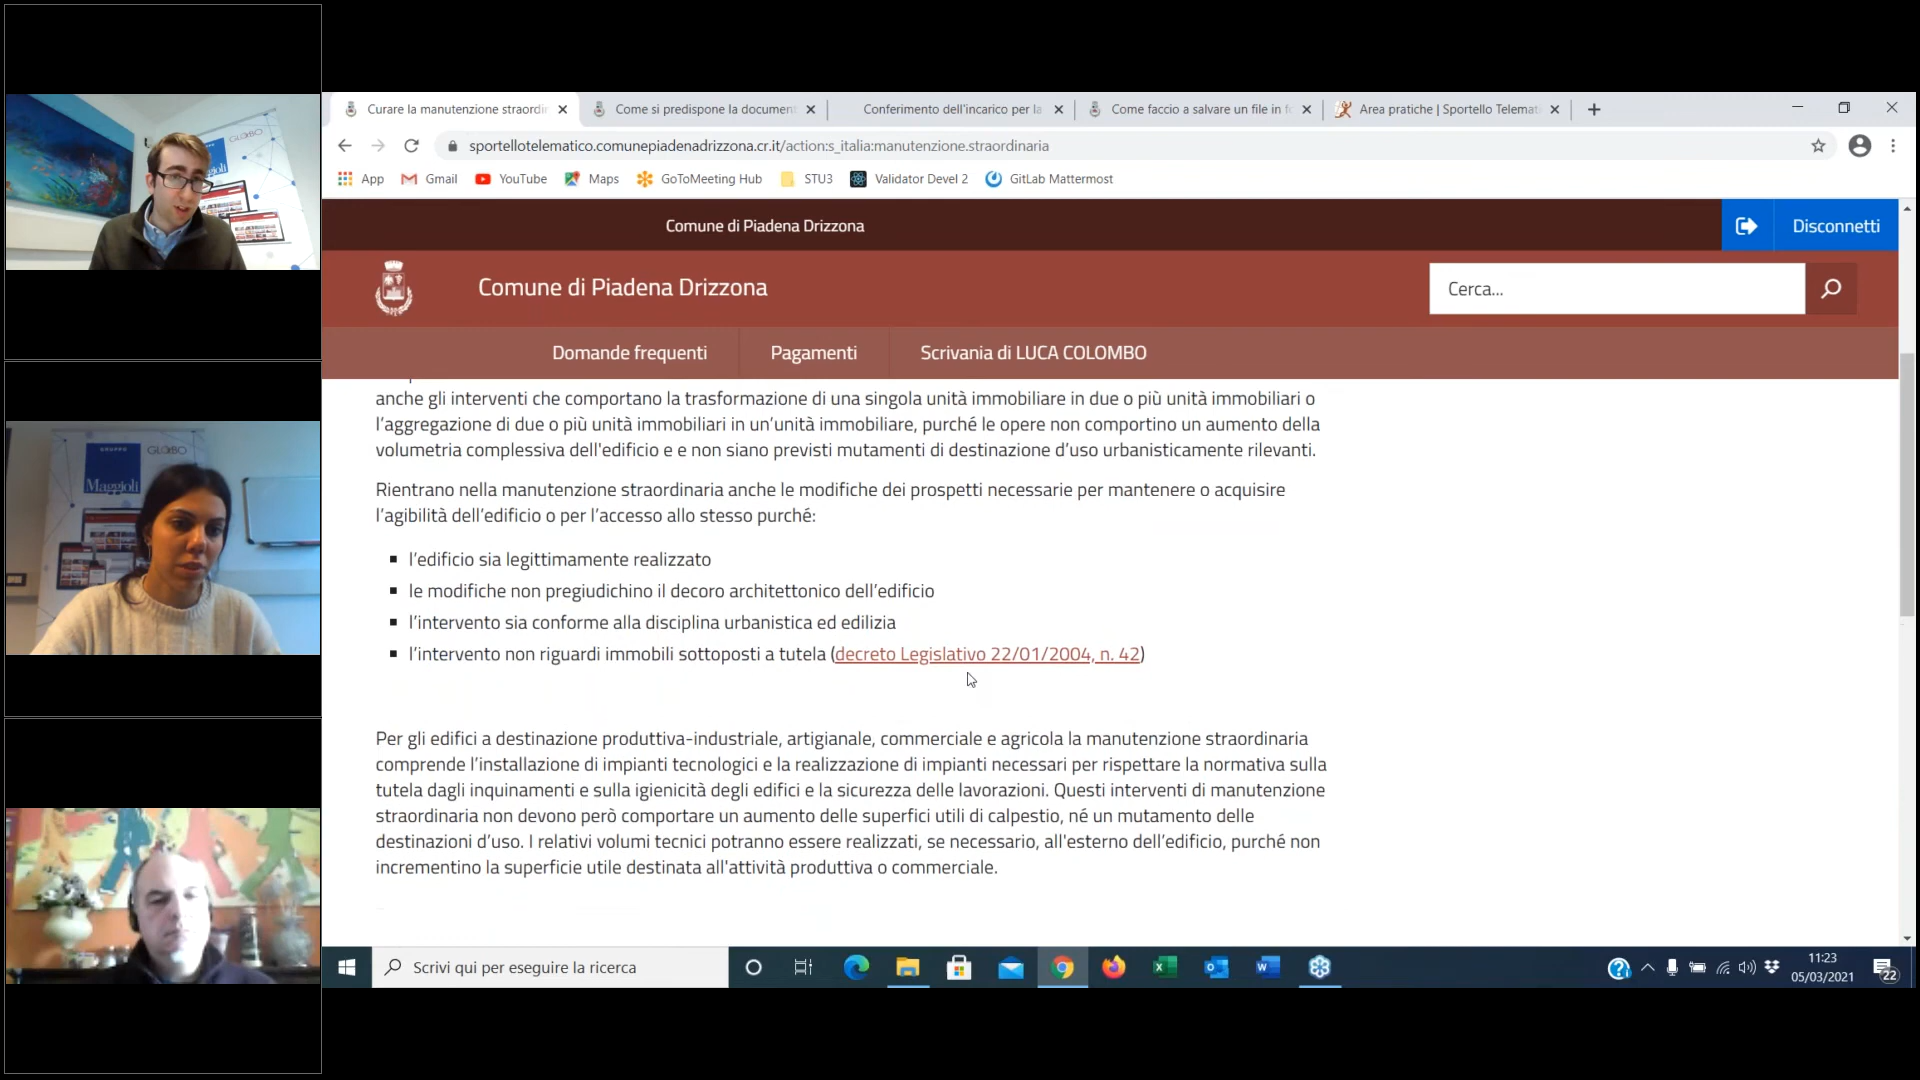 GLOBO
GRUPPO
GLOBO
Maggioli
Curare la manutenzione straordin
Come si predispone la document
Conferimento dell'incarico per la
Come faccio a salvare un file in fo
Area pratiche | Sportello Telemat
sportellotelematico.comunepiadenadrizzona.cr.it/action:s_italia:manutenzione.straordinaria
App Gmail YouTube Maps GoToMeeting Hub STU3 Validator Devel 2 GitLab Mattermost
Comune di Piadena Drizzona
Disconnetti
Comune di Piadena Drizzona
Cerca...
Domande frequenti Pagamenti Scrivania di LUCA COLOMBO
anche gli interventi che comportano la trasformazione di una singola unità immobiliare in due o più unità immobiliari o
l'aggregazione di due o più unità immobiliari in un'unità immobiliare, purché le opere non comportino un aumento della
volumetria complessiva dell'edificio e e non siano previsti mutamenti di destinazione d'uso urbanisticamente rilevanti.
Rientrano nella manutenzione straordinaria anche le modifiche dei prospetti necessarie per mantenere o acquisire
l'agibilità dell'edificio o per l'accesso allo stesso purché:
▪ l'edificio sia legittimamente realizzato
▪ le modifiche non pregiudichino il decoro architettonico dell'edificio
▪ l'intervento sia conforme alla disciplina urbanistica ed edilizia
▪ l'intervento non riguardi immobili sottoposti a tutela (decreto Legislativo 22/01/2004, n. 42)
Per gli edifici a destinazione produttiva-industriale, artigianale, commerciale e agricola la manutenzione straordinaria
comprende l'installazione di impianti tecnologici e la realizzazione di impianti necessari per rispettare la normativa sulla
tutela dagli inquinamenti e sulla igienicità degli edifici e la sicurezza delle lavorazioni. Questi interventi di manutenzione
straordinaria non devono però comportare un aumento delle superfici utili di calpestio, né un mutamento delle
destinazioni d'uso. I relativi volumi tecnici potranno essere realizzati, se necessario, all'esterno dell'edificio, purché non
incrementino la superficie utile destinata all'attività produttiva o commerciale.
Scrivi qui per eseguire la ricerca
11:23
05/03/2021
22